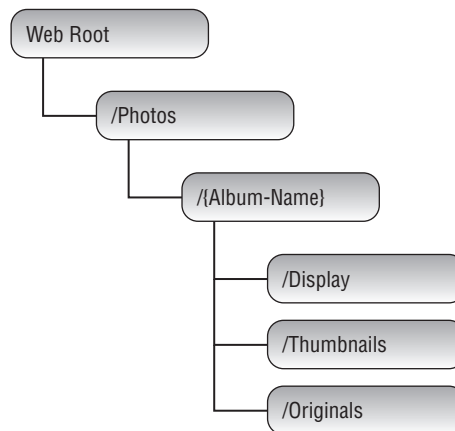 Web Root
/Photos
/{Album-Name}
/Display
/Thumbnails
/Originals